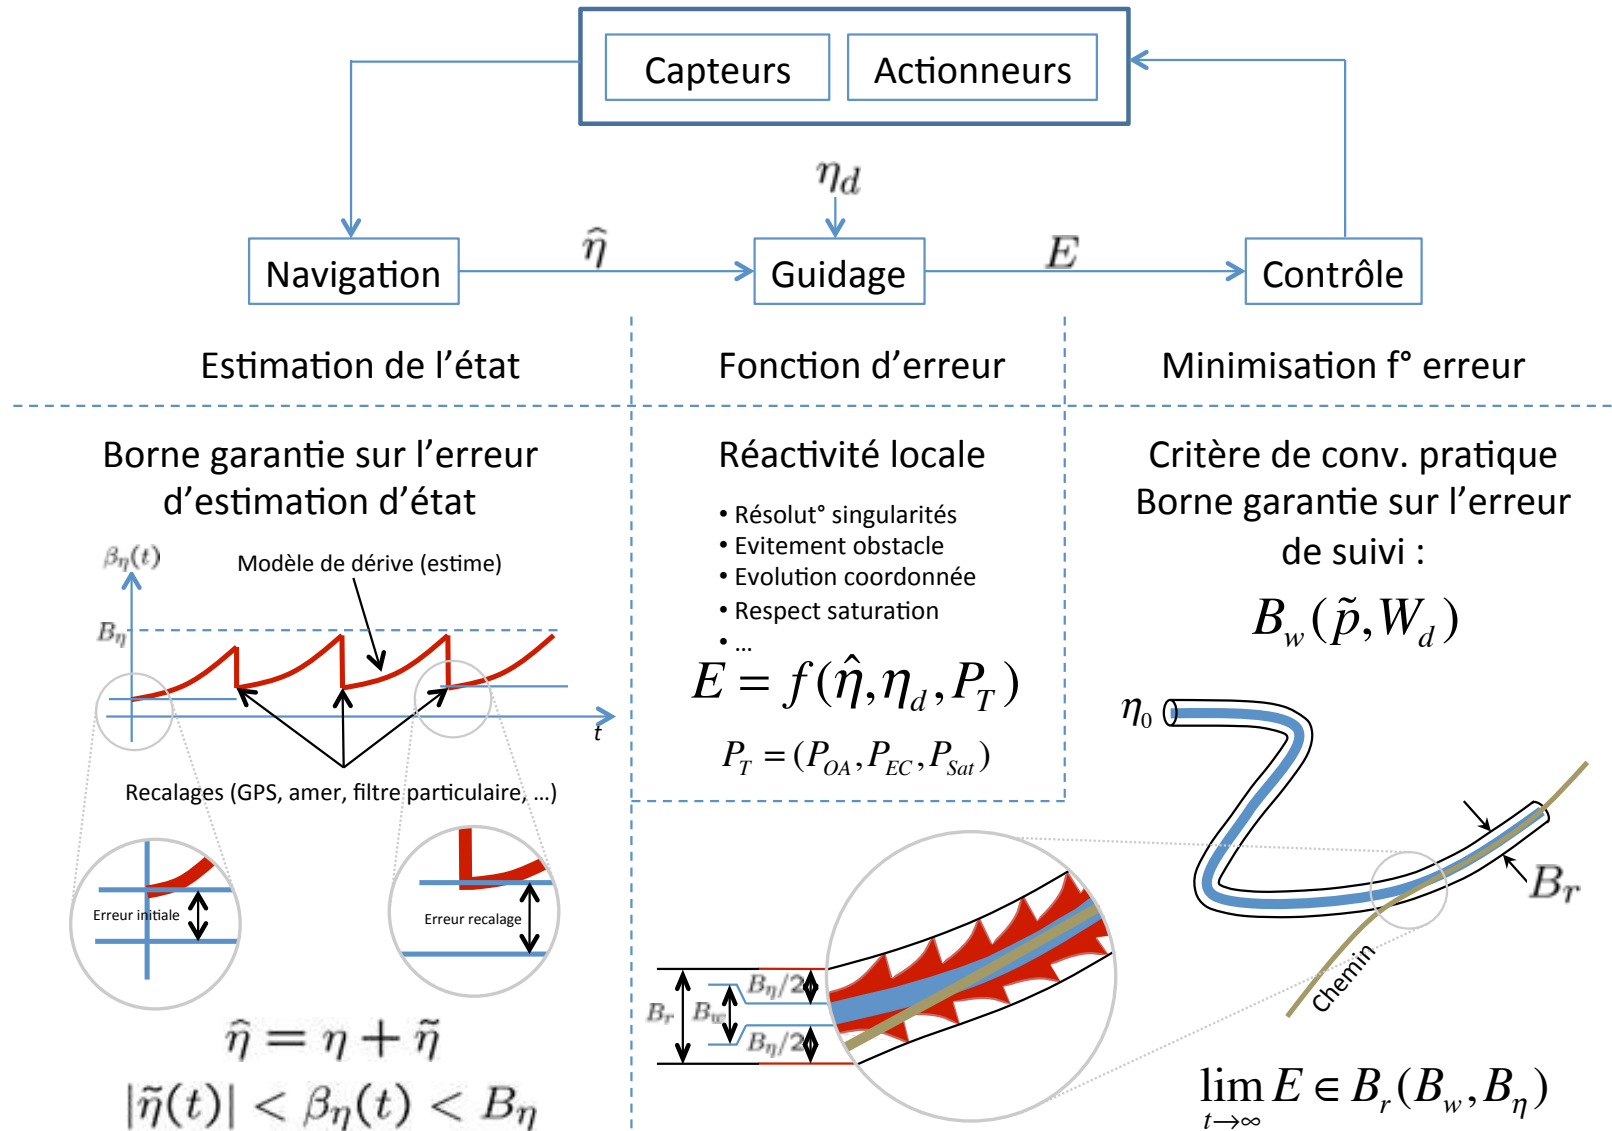 Capteurs
Actionneurs
η_d
Navigation
η̂
Guidage
E
Contrôle
Estimation de l’état
Fonction d’erreur
Minimisation f° erreur
Borne garantie sur l’erreur
d’estimation d’état
β_η(t)
Modèle de dérive (estime)
B_η
t
Recalages (GPS, amer, filtre particulaire, …)
Erreur initiale
Erreur recalage
η̂ = η + η̃
|η̃(t)| < β_η(t) < B_η
Réactivité locale
• Résolut° singularités
• Evitement obstacle
• Evolution coordonnée
• Respect saturation
• …
E = f(η̂, η_d, P_T)
P_T = (P_OA, P_EC, P_Sat)
Critère de conv. pratique
Borne garantie sur l’erreur
de suivi :
B_w(p̃, W_d)
η_0
B_r
Chemin
B_η/2
B_r
B_w
B_η/2
lim E ∈ B_r(B_w, B_η)
t→∞